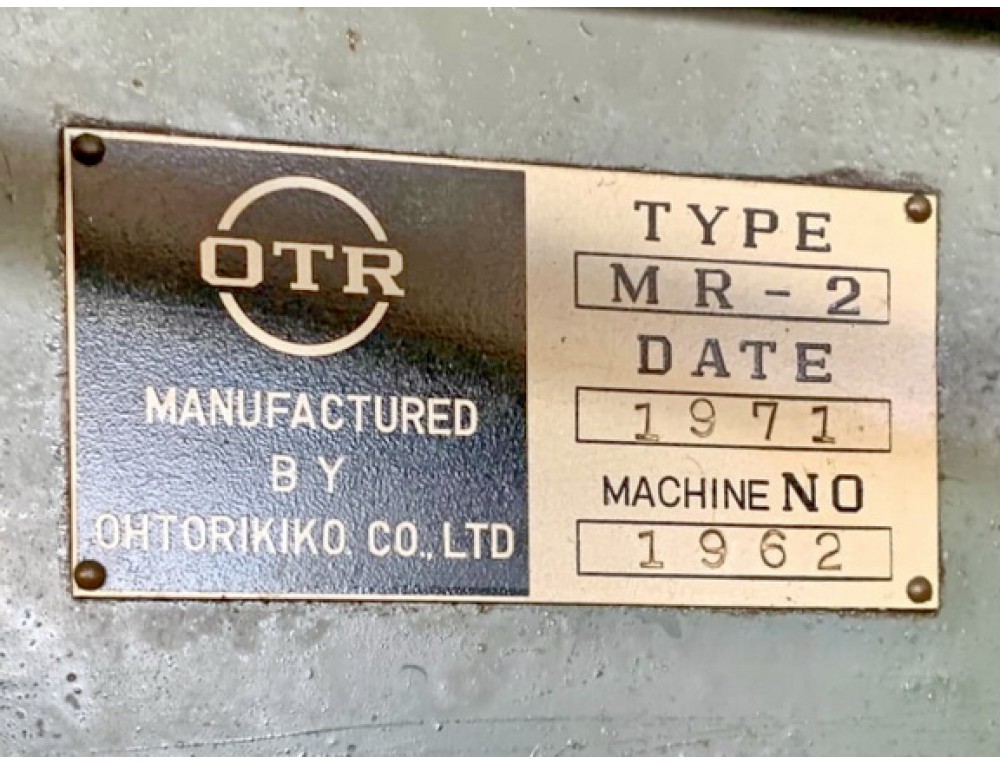 OTR
MANUFACTURED
BY
OHTORIKIKO. CO., LTD
TYPE
MR-2
DATE
1971
MACHINE NO
1962